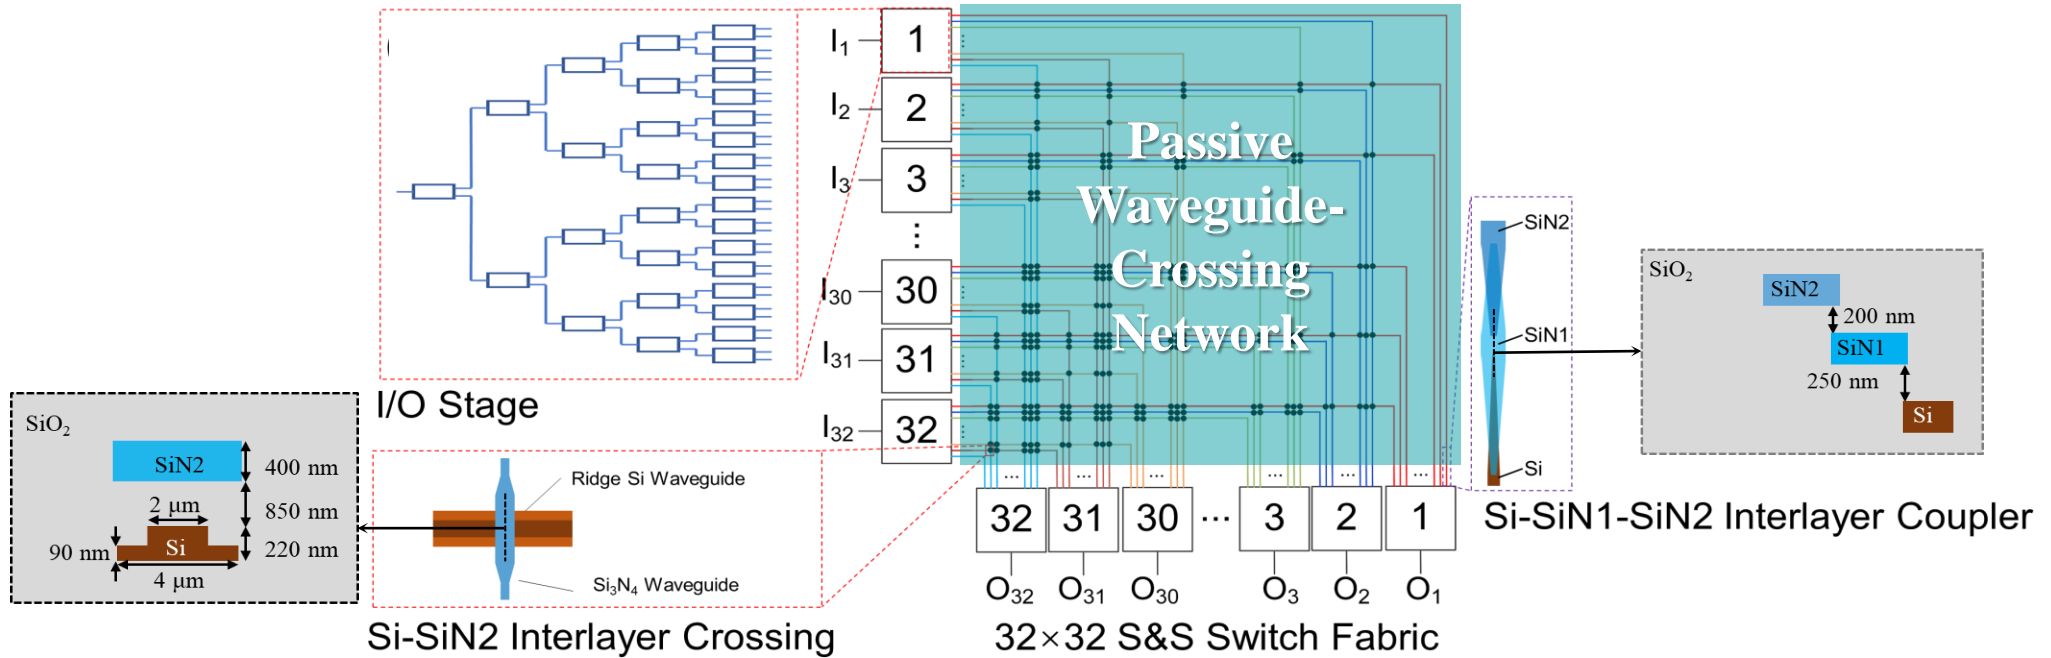 I/O Stage
I1
I2
I3
I30
I31
I32
1
2
3
⋮
30
31
32
Passive
Waveguide-
Crossing
Network
... ... ... ... ... ...
32 31 30 ... 3 2 1
O32 O31 O30 O3 O2 O1
32×32 S&S Switch Fabric
SiO2
SiN2
400 nm
850 nm
220 nm
2 µm
Si
90 nm
4 µm
Ridge Si Waveguide
Si3N4 Waveguide
Si-SiN2 Interlayer Crossing
SiN2
SiN1
Si
SiO2
SiN2
200 nm
SiN1
250 nm
Si
Si-SiN1-SiN2 Interlayer Coupler